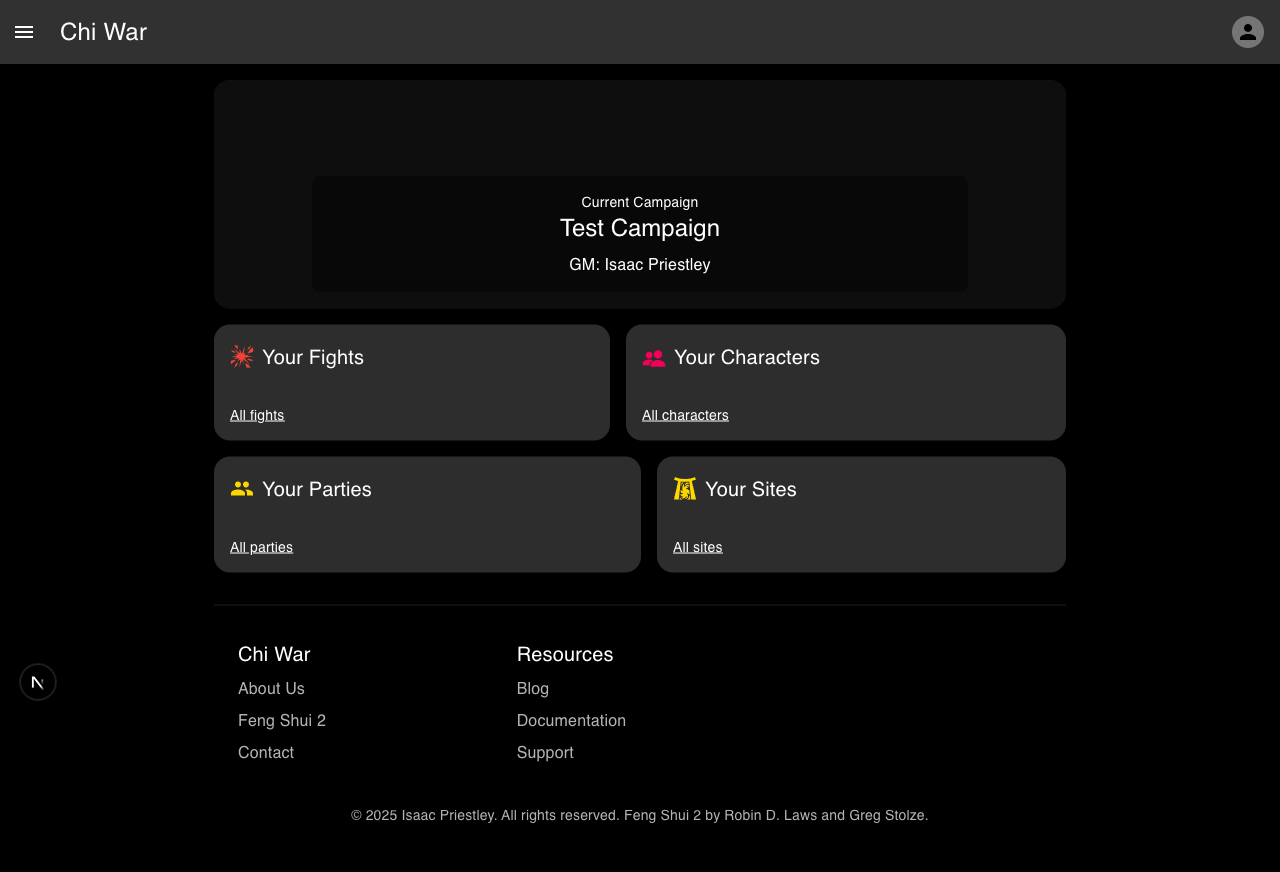 Chi War
Current Campaign
Test Campaign
GM: Isaac Priestley
Your Fights
All fights
Your Characters
All characters
Your Parties
All parties
Your Sites
All sites
Chi War
About Us
Feng Shui 2
Contact
Resources
Blog
Documentation
Support
N
© 2025 Isaac Priestley. All rights reserved. Feng Shui 2 by Robin D. Laws and Greg Stolze.